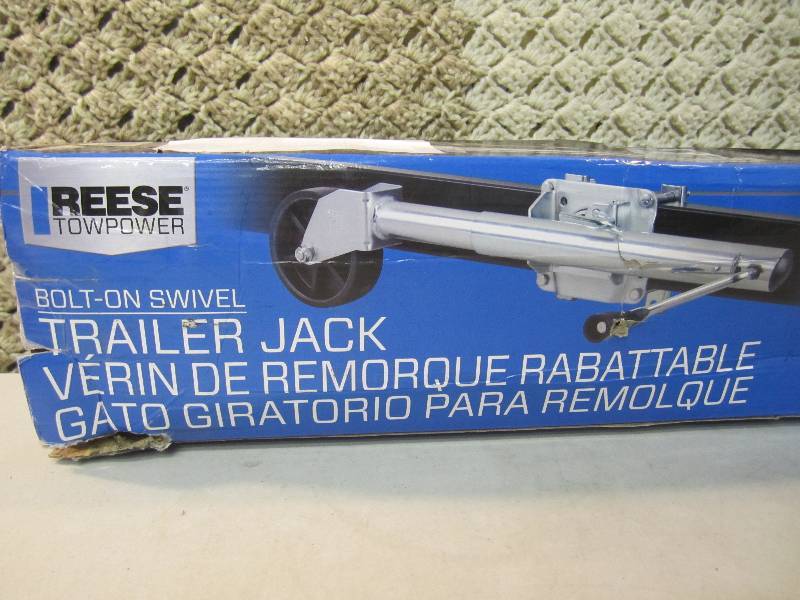 REESE®
TOWPOWER
BOLT-ON SWIVEL
TRAILER JACK
VÉRIN DE REMORQUE RABATTABLE
GATO GIRATORIO PARA REMOLQUE